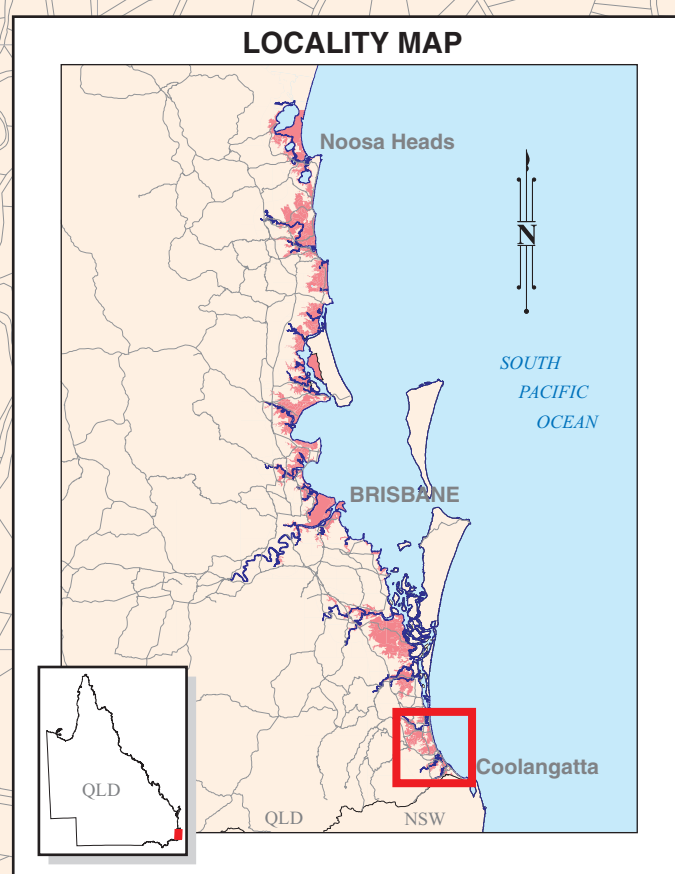 LOCALITY MAP
Noosa Heads
N
SOUTH
PACIFIC
OCEAN
BRISBANE
Coolangatta
QLD
QLD
NSW